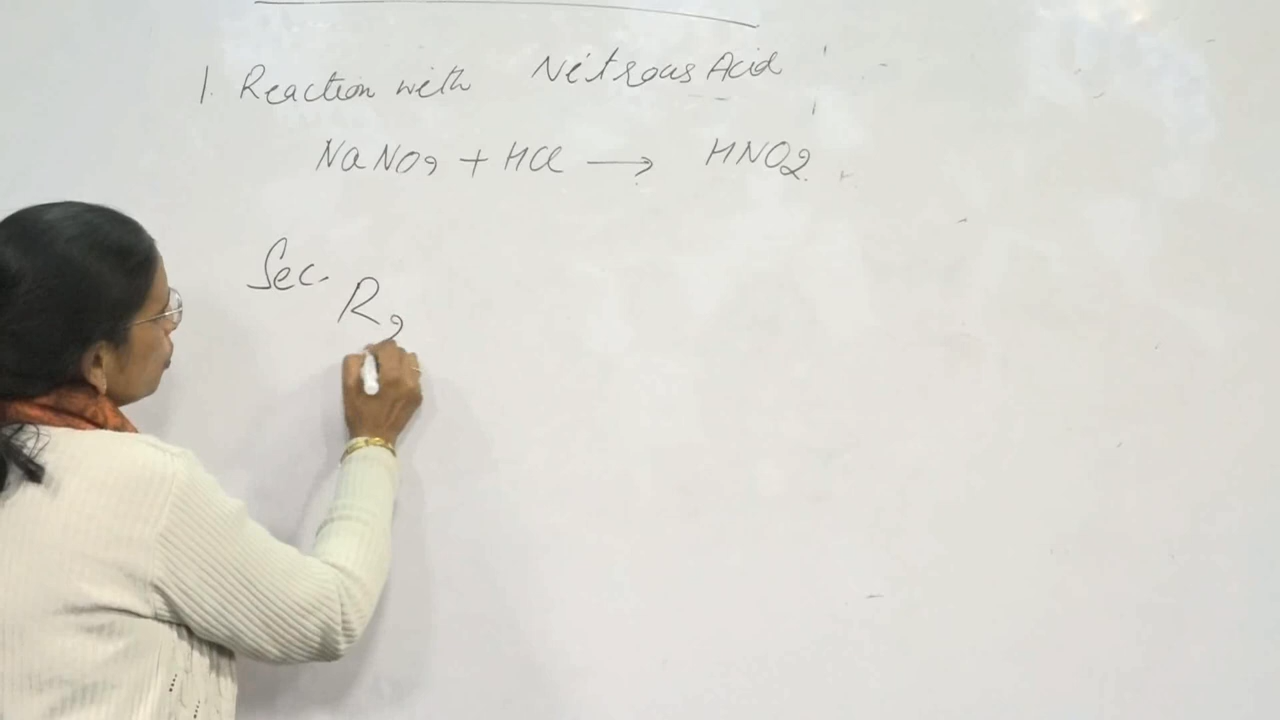 1. Reaction with Nitrous Acid
NaNO2 + HCl → HNO2
Sec.
R2